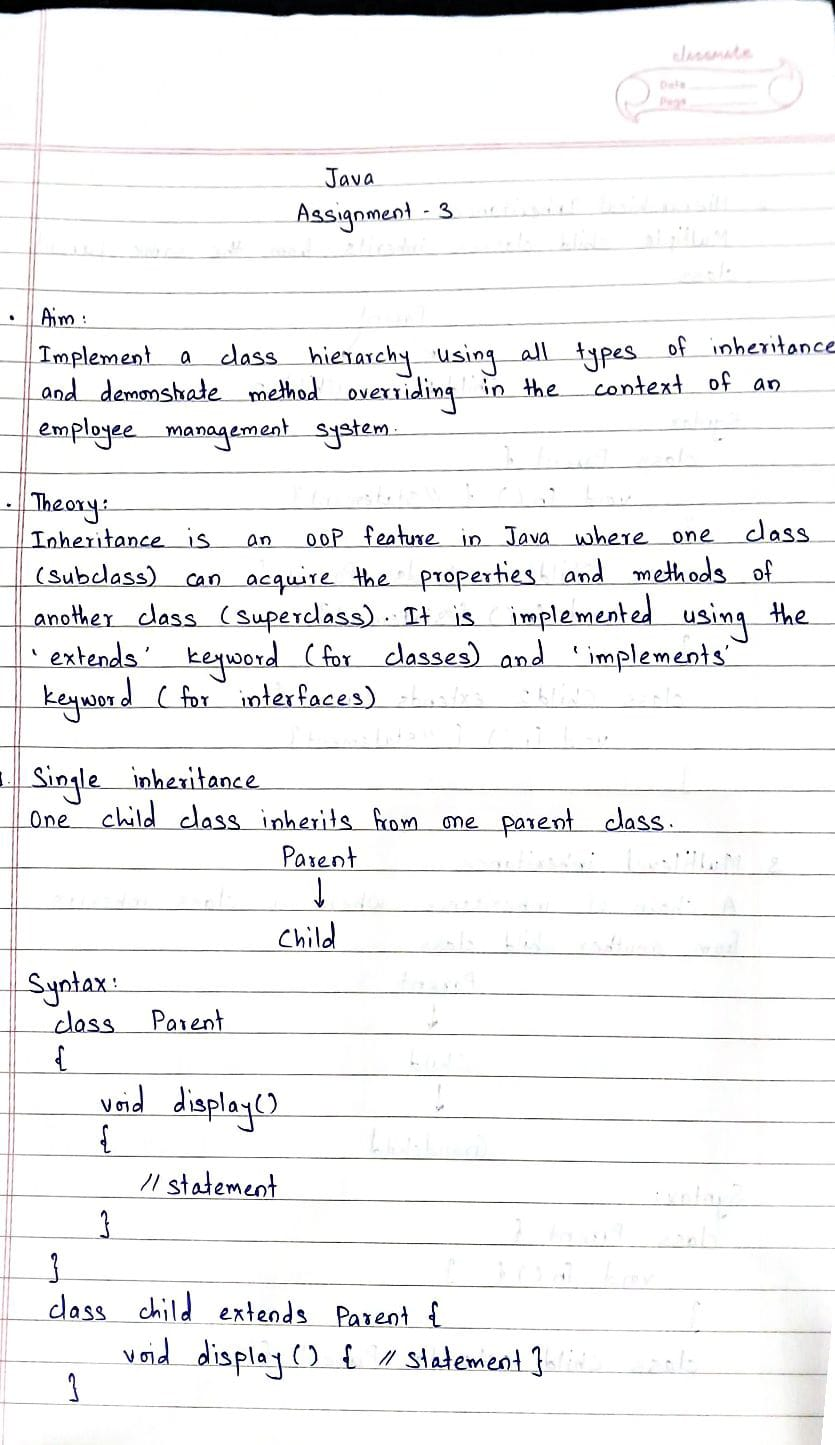 classmate
Date
Page
Java
Assignment - 3
• Aim :
Implement a class hierarchy using all types of inheritance
and demonstrate method overriding in the context of an
employee management system.
• Theory:
Inheritance is an OOP feature in Java where one class
(subclass) can acquire the properties and methods of
another class (superclass). It is implemented using the
'extends' keyword (for classes) and 'implements'
keyword (for interfaces)
1. Single inheritance
One child class inherits from one parent class.
Parent
↓
Child
Syntax:
class Parent
{
void display()
{
// statement
}
}
class child extends Parent {
void display() { // statement }
}